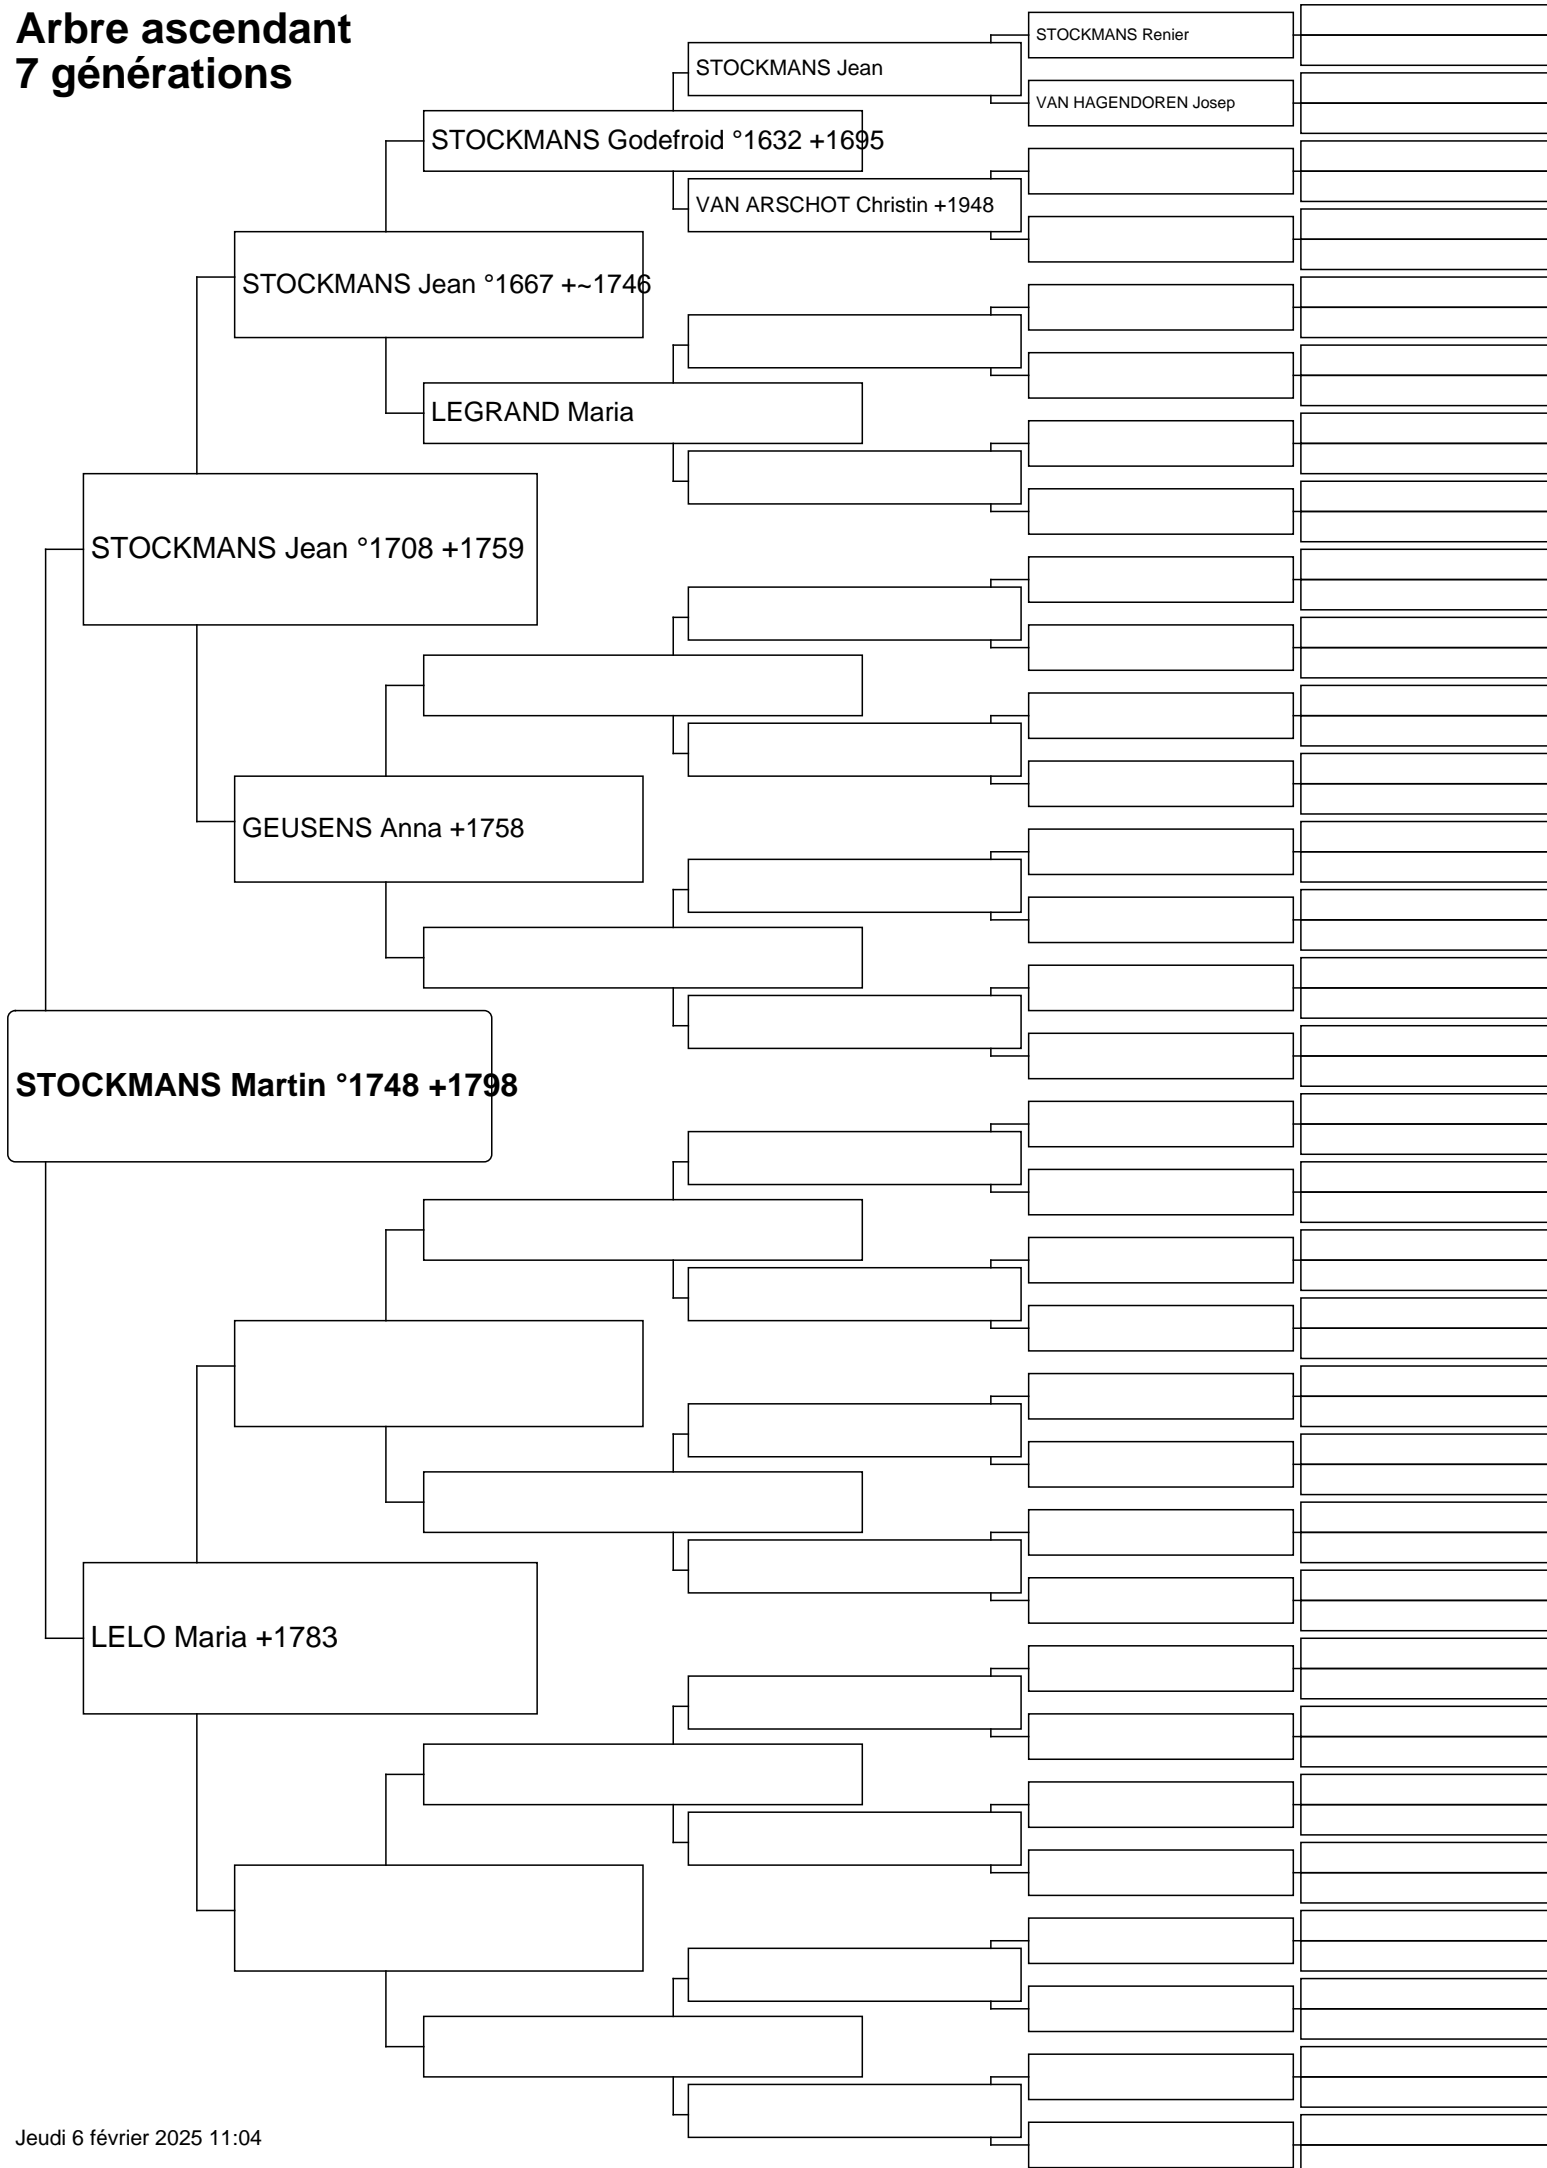 Arbre ascendant
7 générations
STOCKMANS Renier
STOCKMANS Jean
VAN HAGENDOREN Josep
STOCKMANS Godefroid °1632 +1695
VAN ARSCHOT Christin +1948
STOCKMANS Jean °1667 +~1746
LEGRAND Maria
STOCKMANS Jean °1708 +1759
GEUSENS Anna +1758
STOCKMANS Martin °1748 +1798
LELO Maria +1783
Jeudi 6 février 2025 11:04